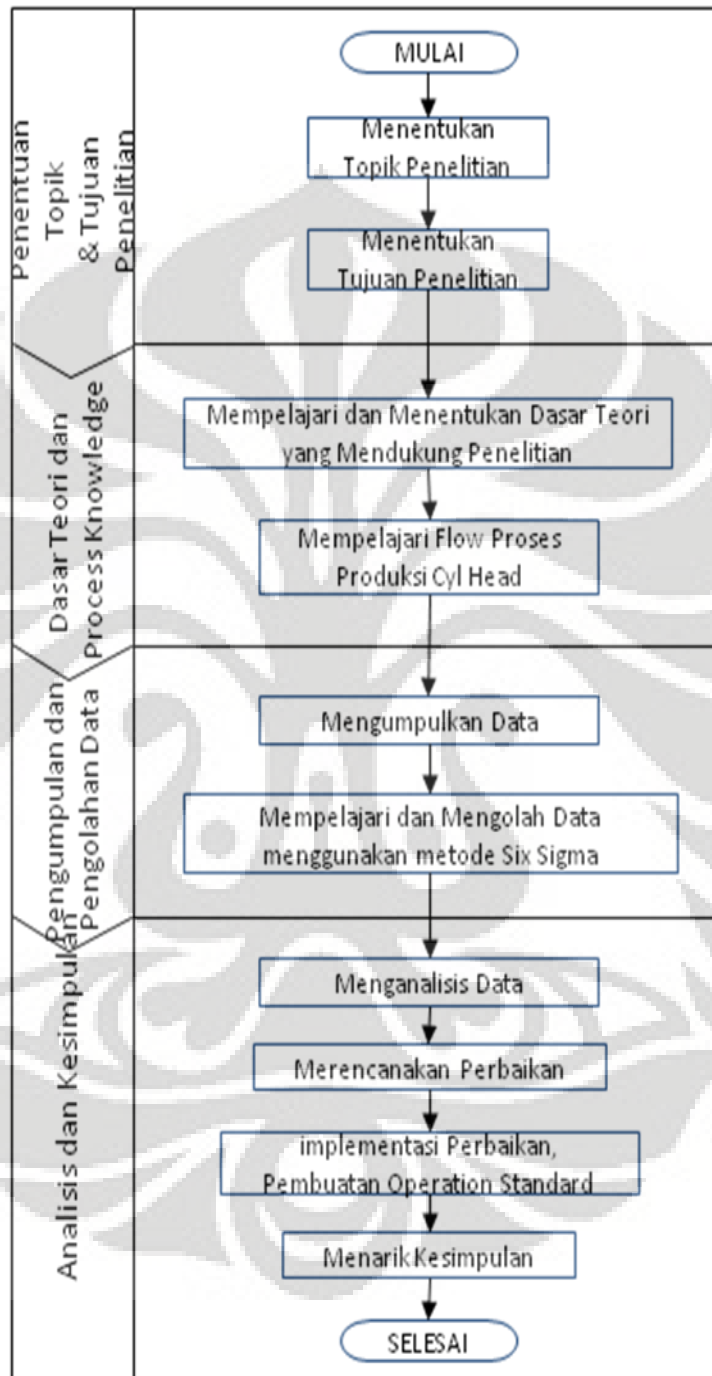 Penentuan
Topik
& Tujuan
Penelitian
MULAI
Menentukan
Topik Penelitian
Menentukan
Tujuan Penelitian
Dasar Teori dan
Process Knowledge
Mempelajari dan Menentukan Dasar Teori
yang Mendukung Penelitian
Mempelajari Flow Proses
Produksi Cyl Head
Pengumpulan dan
Pengolahan Data
Mengumpulkan Data
Mempelajari dan Mengolah Data
menggunakan metode Six Sigma
Analisis dan Kesimpulan
Menganalisis Data
Merencanakan Perbaikan
implementasi Perbaikan,
Pembuatan Operation Standard
Menarik Kesimpulan
SELESAI